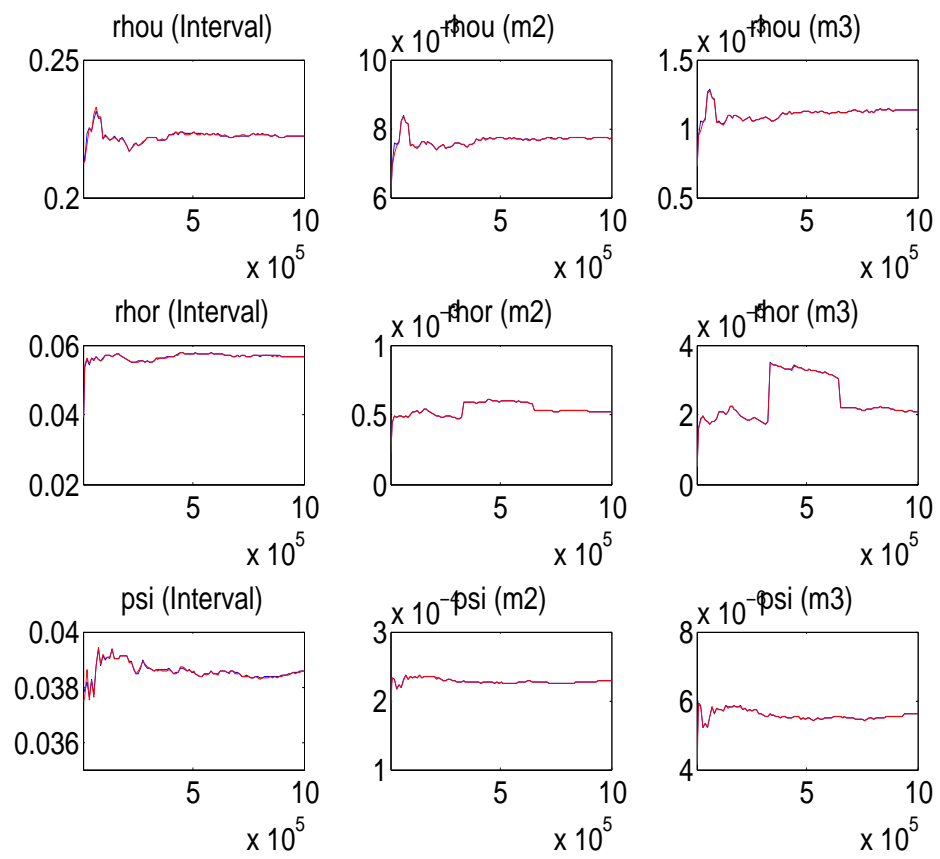 rhou (Interval)
0.25
0.2
5 10
x 10^5
x 10^-3 rhou (m2)
10
8
6
5 10
x 10^5
x 10^-3 rhou (m3)
1.5
1
0.5
5 10
x 10^5
rhor (Interval)
0.06
0.04
0.02
5 10
x 10^5
x 10^-3 rhor (m2)
1
0.5
0
5 10
x 10^5
x 10^-5 rhor (m3)
4
2
0
5 10
x 10^5
psi (Interval)
0.04
0.038
0.036
5 10
x 10^5
x 10^-4 psi (m2)
3
2
1
5 10
x 10^5
x 10^-6 psi (m3)
8
6
4
5 10
x 10^5